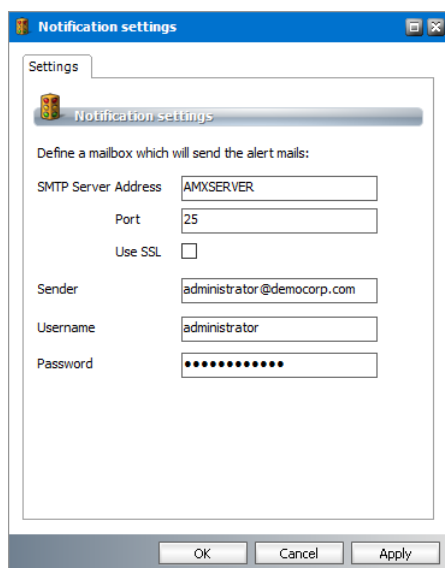 Notification settings
Settings
Notification settings
Define a mailbox which will send the alert mails:
SMTP Server Address AMXSERVER
Port 25
Use SSL
Sender administrator@democorp.com
Username administrator
Password ●●●●●●●●●●●●
OK Cancel Apply